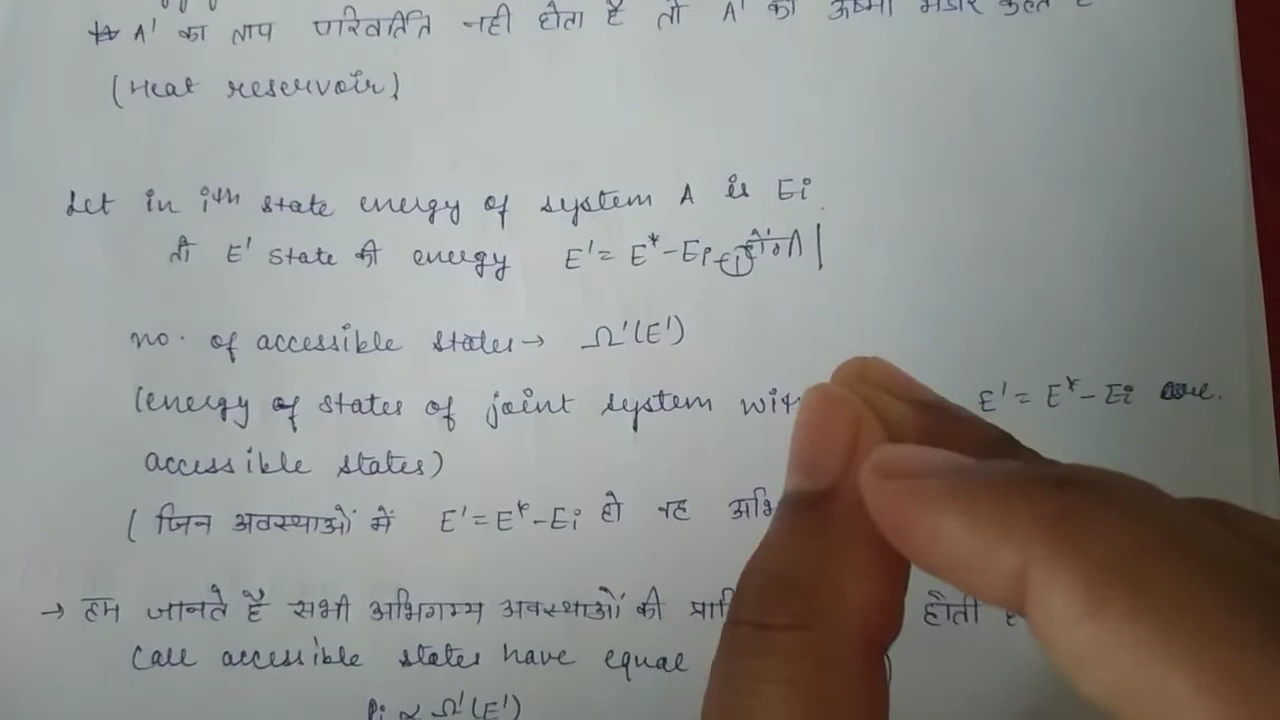 A' का ताप परिवर्तित नही होता है तो A' को ऊष्मा भंडार कहते है
(Heat reservoir)
Let in ith state energy of system A is Ei.
तो E' state की energy E' = E* - Ei
no. of accessible states → Ω'(E')
(energy of states of joint system with E' = E* - Ei are.
accessible states)
( जिन अवस्थाओं में E' = E* - Ei हो वह
→ हम जानते है सभी अभिगम्य अवस्थाओं की होती है
(all accessible states have equal )
Pi ∝ Ω'(E')